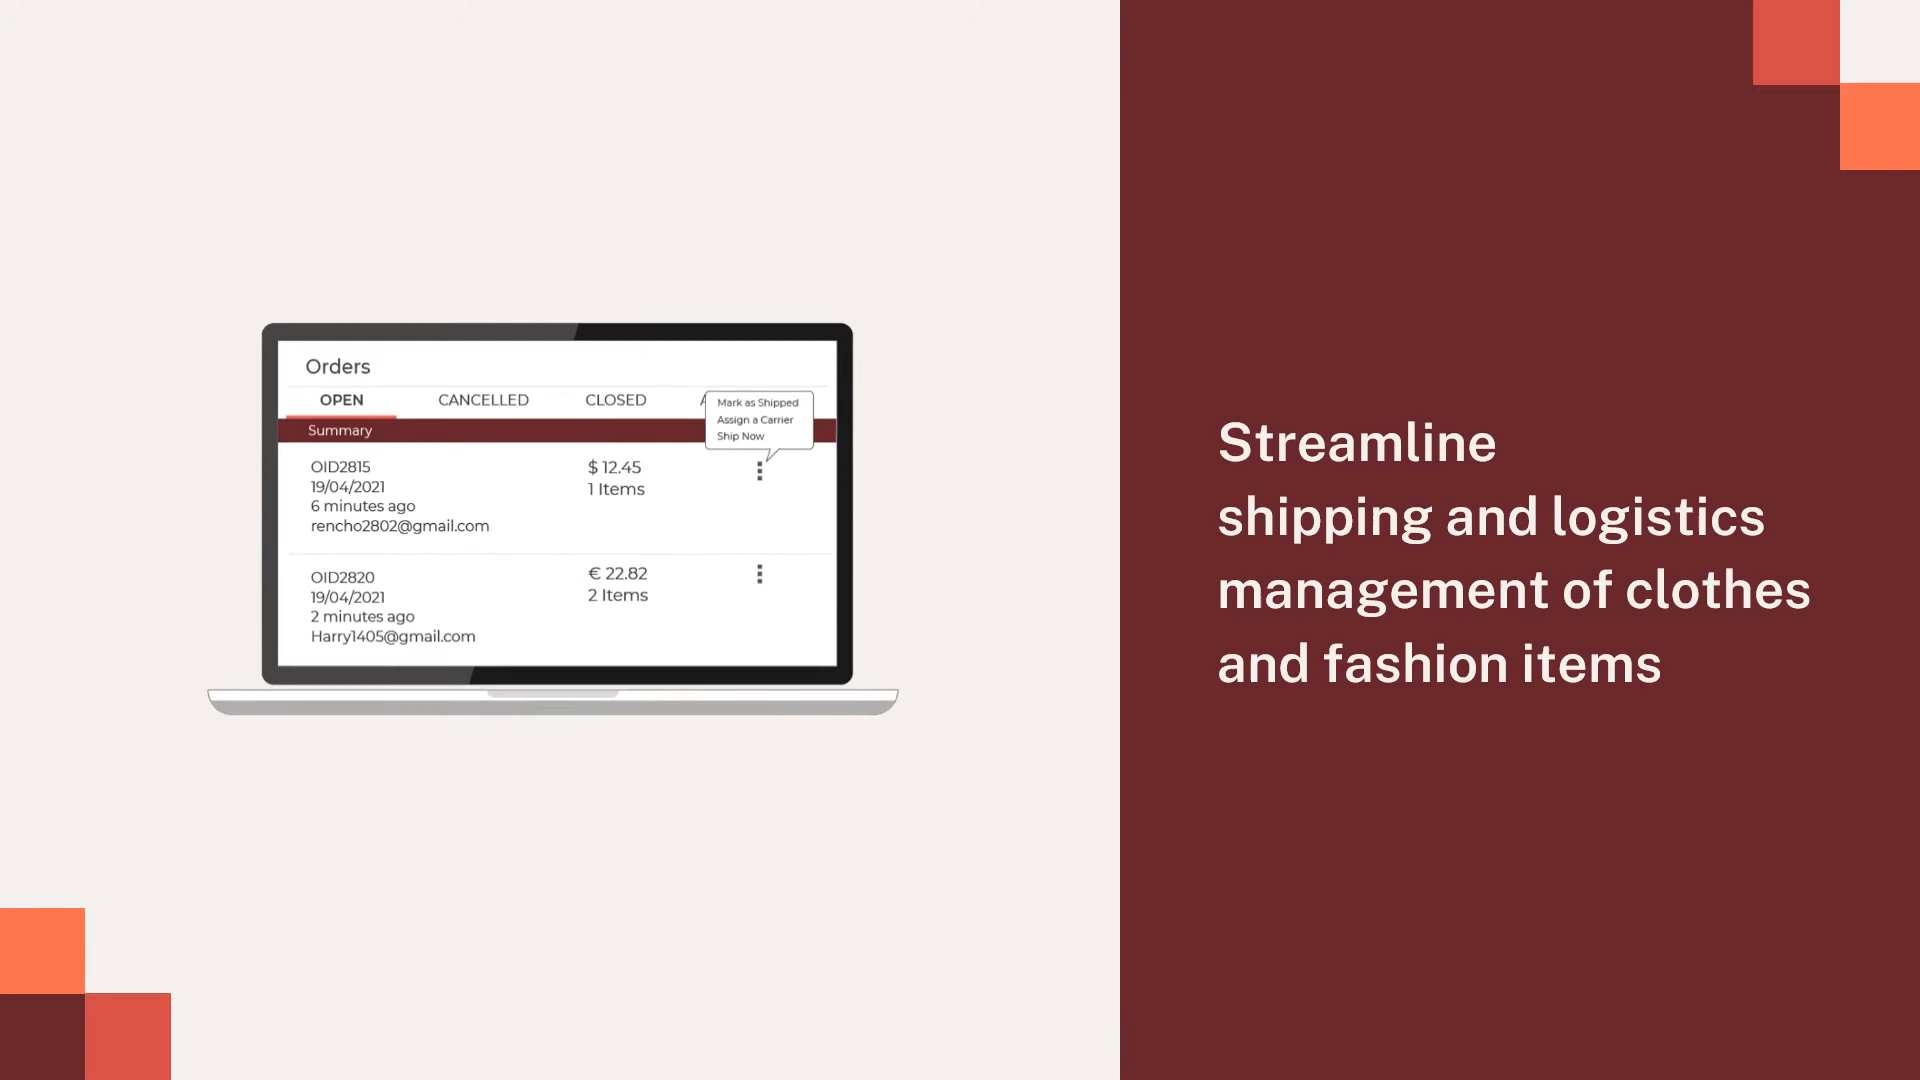 Orders
OPEN CANCELLED CLOSED
Mark as Shipped
Assign a Carrier
Ship Now
Summary
OID2815
19/04/2021
6 minutes ago
rencho2802@gmail.com
$ 12.45
1 Items
OID2820
19/04/2021
2 minutes ago
Harry1405@gmail.com
€ 22.82
2 Items
Streamline
shipping and logistics
management of clothes
and fashion items